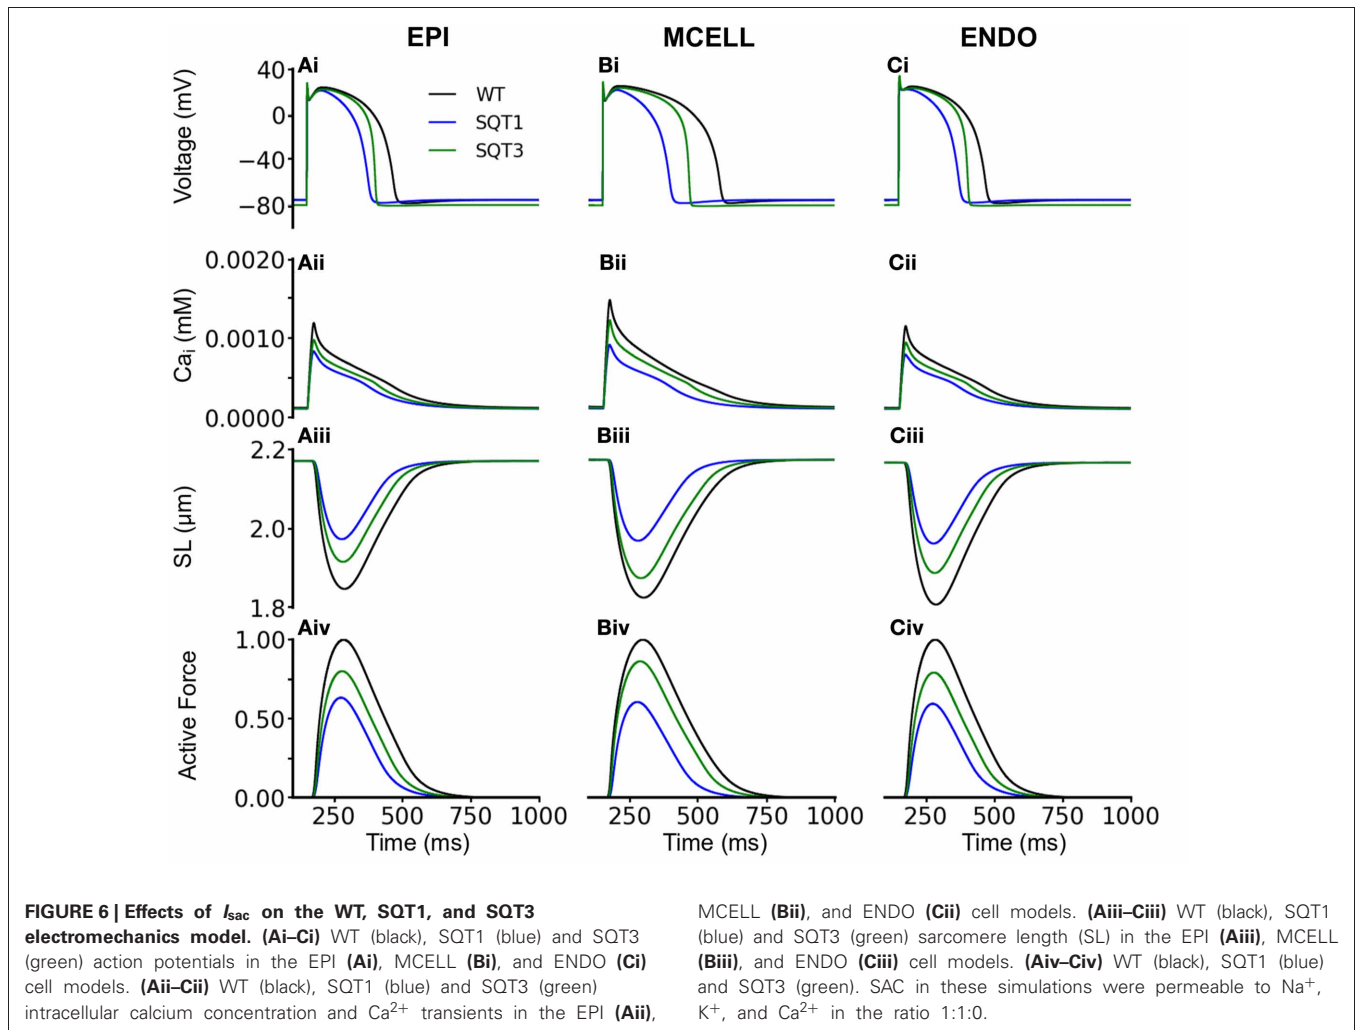 EPI MCELL ENDO
Ai Bi Ci
40
0
−40
−80
Voltage (mV)
WT
SQT1
SQT3
Aii Bii Cii
0.0020
0.0010
0.0000
Cai (mM)
Aiii Biii Ciii
2.2
2.0
1.8
SL (μm)
Aiv Biv Civ
1.00
0.50
0.00
Active Force
250 500 750 1000 250 500 750 1000 250 500 750 1000
Time (ms) Time (ms) Time (ms)
FIGURE 6 | Effects of Isac on the WT, SQT1, and SQT3
electromechanics model. (Ai–Ci) WT (black), SQT1 (blue) and SQT3
(green) action potentials in the EPI (Ai), MCELL (Bi), and ENDO (Ci)
cell models. (Aii–Cii) WT (black), SQT1 (blue) and SQT3 (green)
intracellular calcium concentration and Ca2+ transients in the EPI (Aii),
MCELL (Bii), and ENDO (Cii) cell models. (Aiii–Ciii) WT (black), SQT1
(blue) and SQT3 (green) sarcomere length (SL) in the EPI (Aiii), MCELL
(Biii), and ENDO (Ciii) cell models. (Aiv–Civ) WT (black), SQT1 (blue)
and SQT3 (green). SAC in these simulations were permeable to Na+,
K+, and Ca2+ in the ratio 1:1:0.